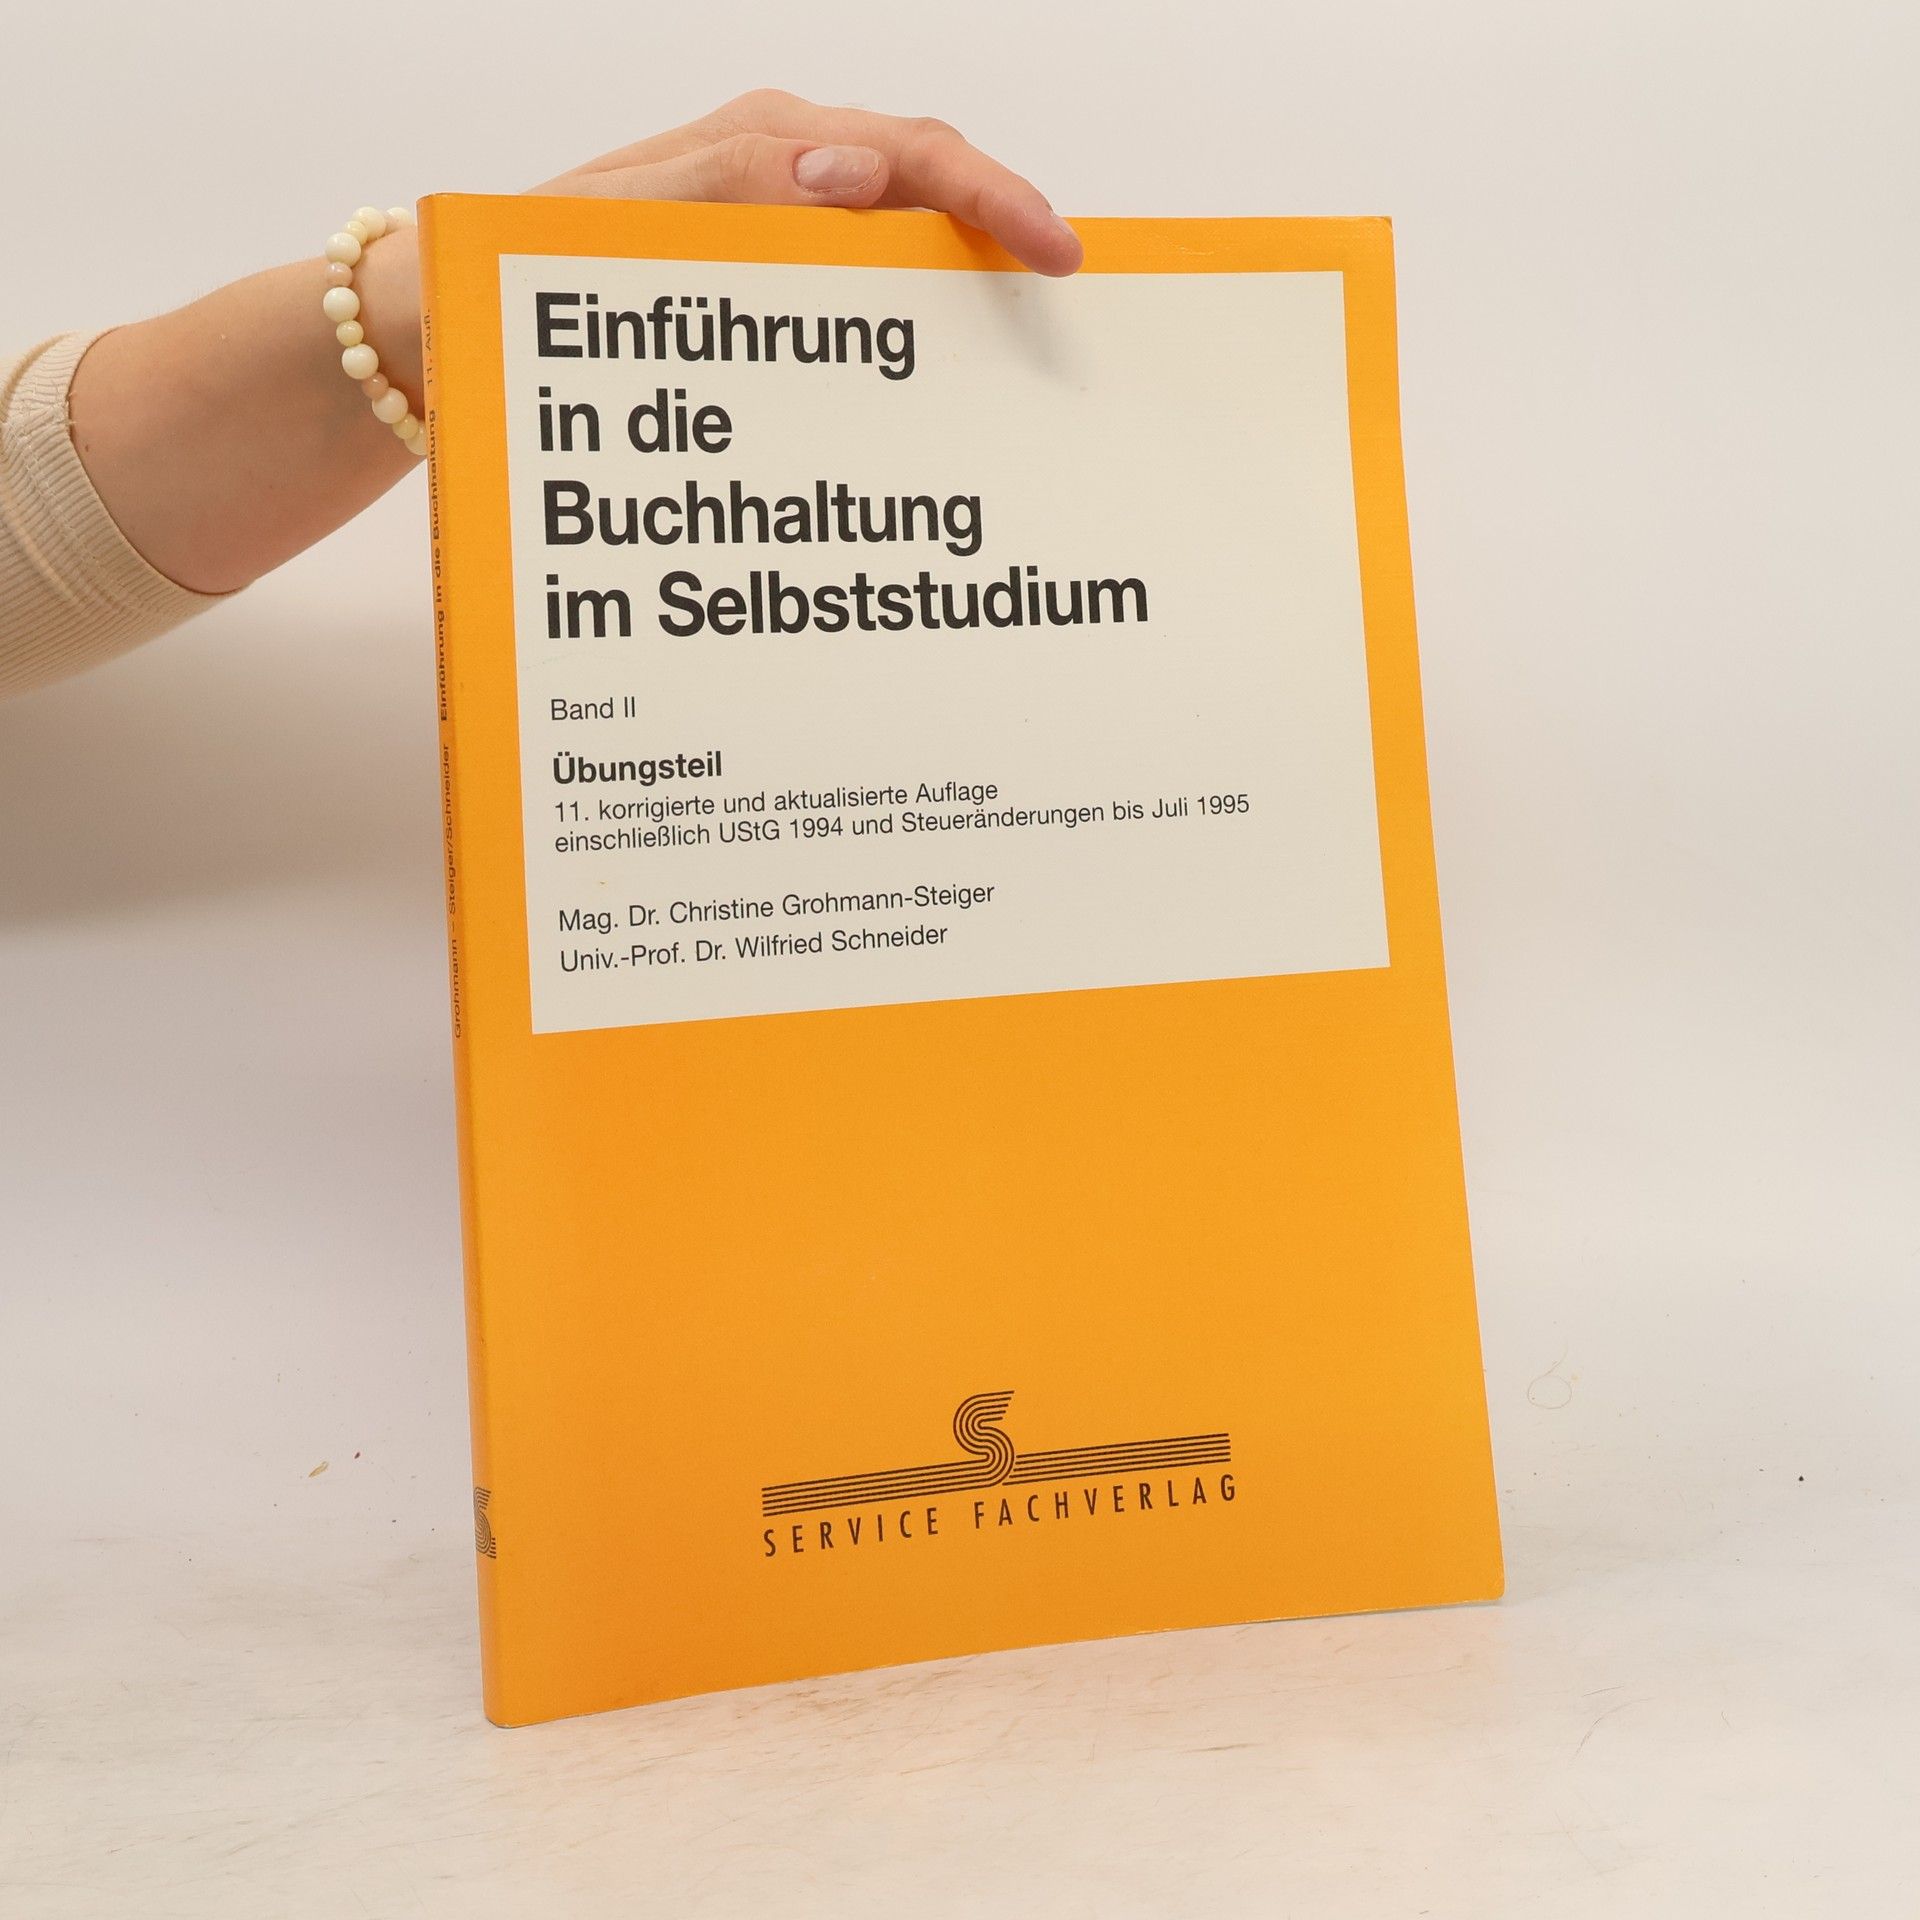 Einführung
in die
Buchhaltung
im Selbststudium
Band II
Übungsteil
11. korrigierte und aktualisierte Auflage
einschließlich UStG 1994 und Steueränderungen bis Juli 1995
Mag. Dr. Christine Grohmann-Steiger
Univ.-Prof. Dr. Wilfried Schneider
SERVICE FACHVERLAG
Grohmann – Steiger/Schneider Einführung in die Buchhaltung 11. Aufl.